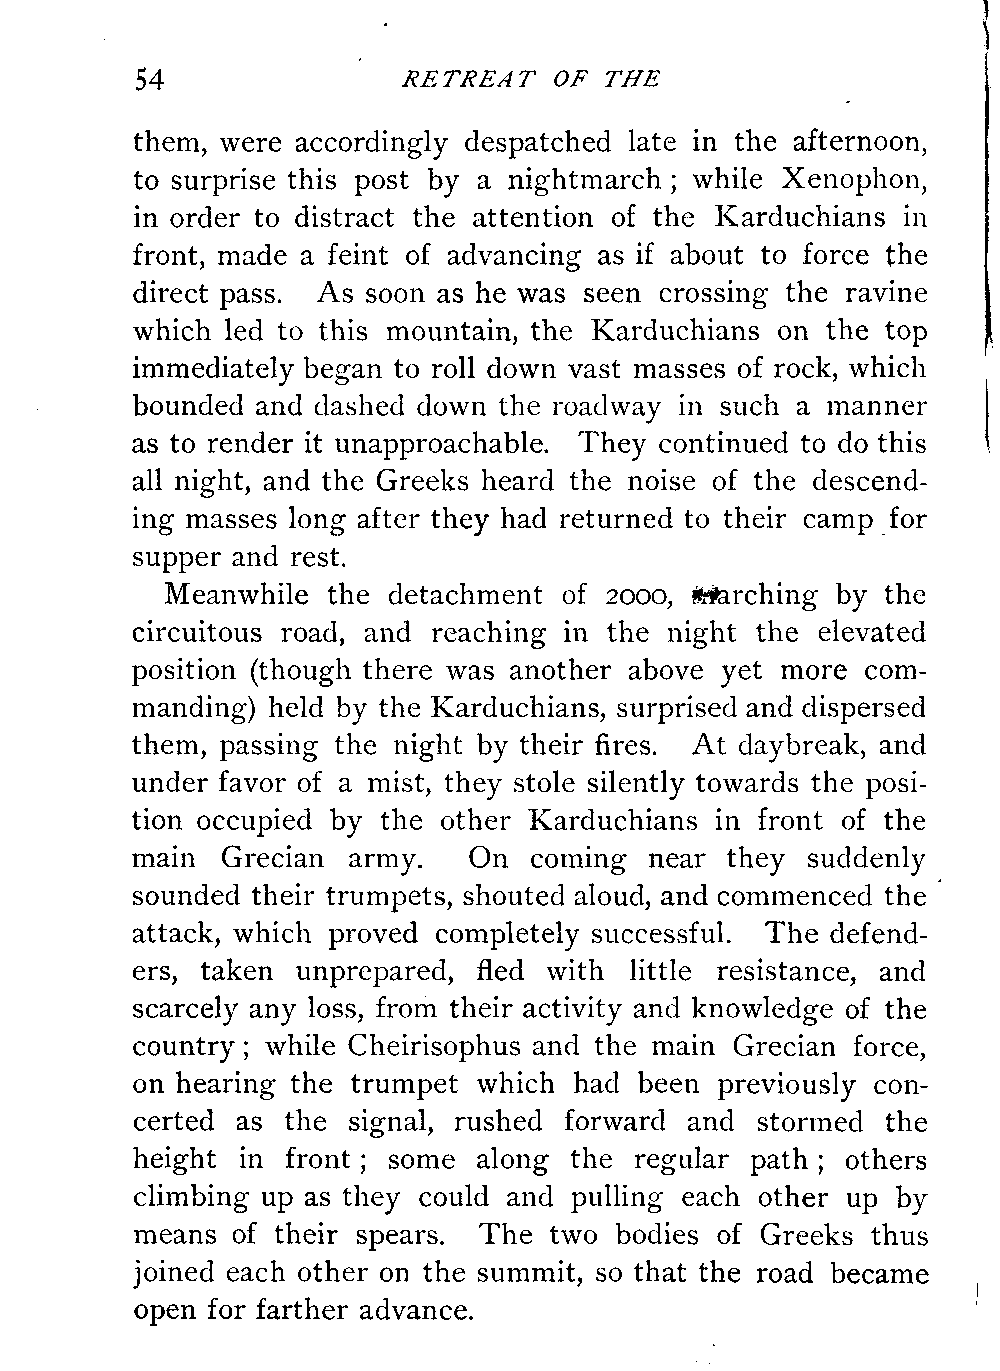 54 RETREAT OF THE
them, were accordingly despatched late in the afternoon,
to surprise this post by a nightmarch ; while Xenophon,
in order to distract the attention of the Karduchians in
front, made a feint of advancing as if about to force the
direct pass. As soon as he was seen crossing the ravine
which led to this mountain, the Karduchians on the top
immediately began to roll down vast masses of rock, which
bounded and dashed down the roadway in such a manner
as to render it unapproachable. They continued to do this
all night, and the Greeks heard the noise of the descend-
ing masses long after they had returned to their camp for
supper and rest.
Meanwhile the detachment of 2000, marching by the
circuitous road, and reaching in the night the elevated
position (though there was another above yet more com-
manding) held by the Karduchians, surprised and dispersed
them, passing the night by their fires. At daybreak, and
under favor of a mist, they stole silently towards the posi-
tion occupied by the other Karduchians in front of the
main Grecian army. On coming near they suddenly
sounded their trumpets, shouted aloud, and commenced the
attack, which proved completely successful. The defend-
ers, taken unprepared, fled with little resistance, and
scarcely any loss, from their activity and knowledge of the
country ; while Cheirisophus and the main Grecian force,
on hearing the trumpet which had been previously con-
certed as the signal, rushed forward and stormed the
height in front ; some along the regular path ; others
climbing up as they could and pulling each other up by
means of their spears. The two bodies of Greeks thus
joined each other on the summit, so that the road became
open for farther advance.